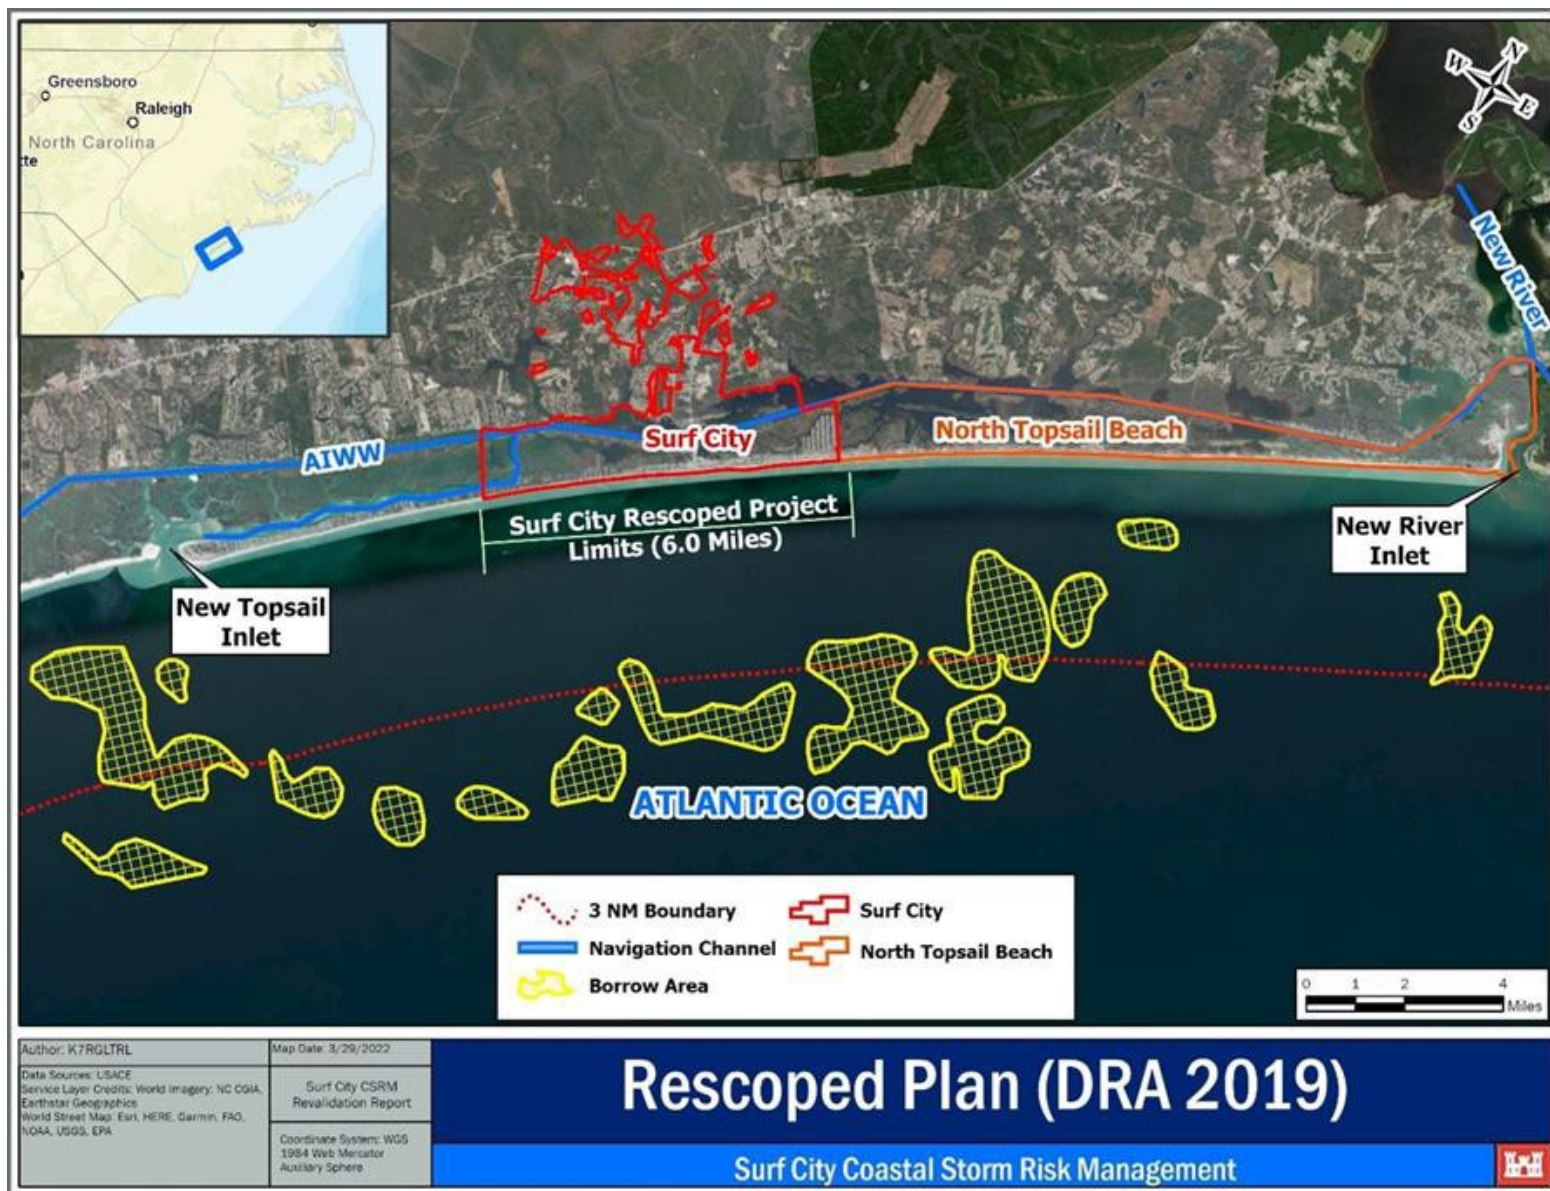 Greensboro
Raleigh
North Carolina
tte
N
W
E
S
New River
AIWW
Surf City
North Topsail Beach
Surf City Rescoped Project
Limits (6.0 Miles)
New River
Inlet
New Topsail
Inlet
ATLANTIC OCEAN
3 NM Boundary
Surf City
Navigation Channel
North Topsail Beach
Borrow Area
0 1 2 4
Miles
Author: K7RGLTRL
Map Date: 3/29/2022
Data Sources: USACE
Service Layer Credits: World Imagery: NC CGIA,
Earthstar Geographics
World Street Map: Esri, HERE, Garmin, FAO,
NOAA, USGS, EPA
Surf City CSRM
Revalidation Report
Coordinate System: WGS
1984 Web Mercator
Auxiliary Sphere
Rescoped Plan (DRA 2019)
Surf City Coastal Storm Risk Management